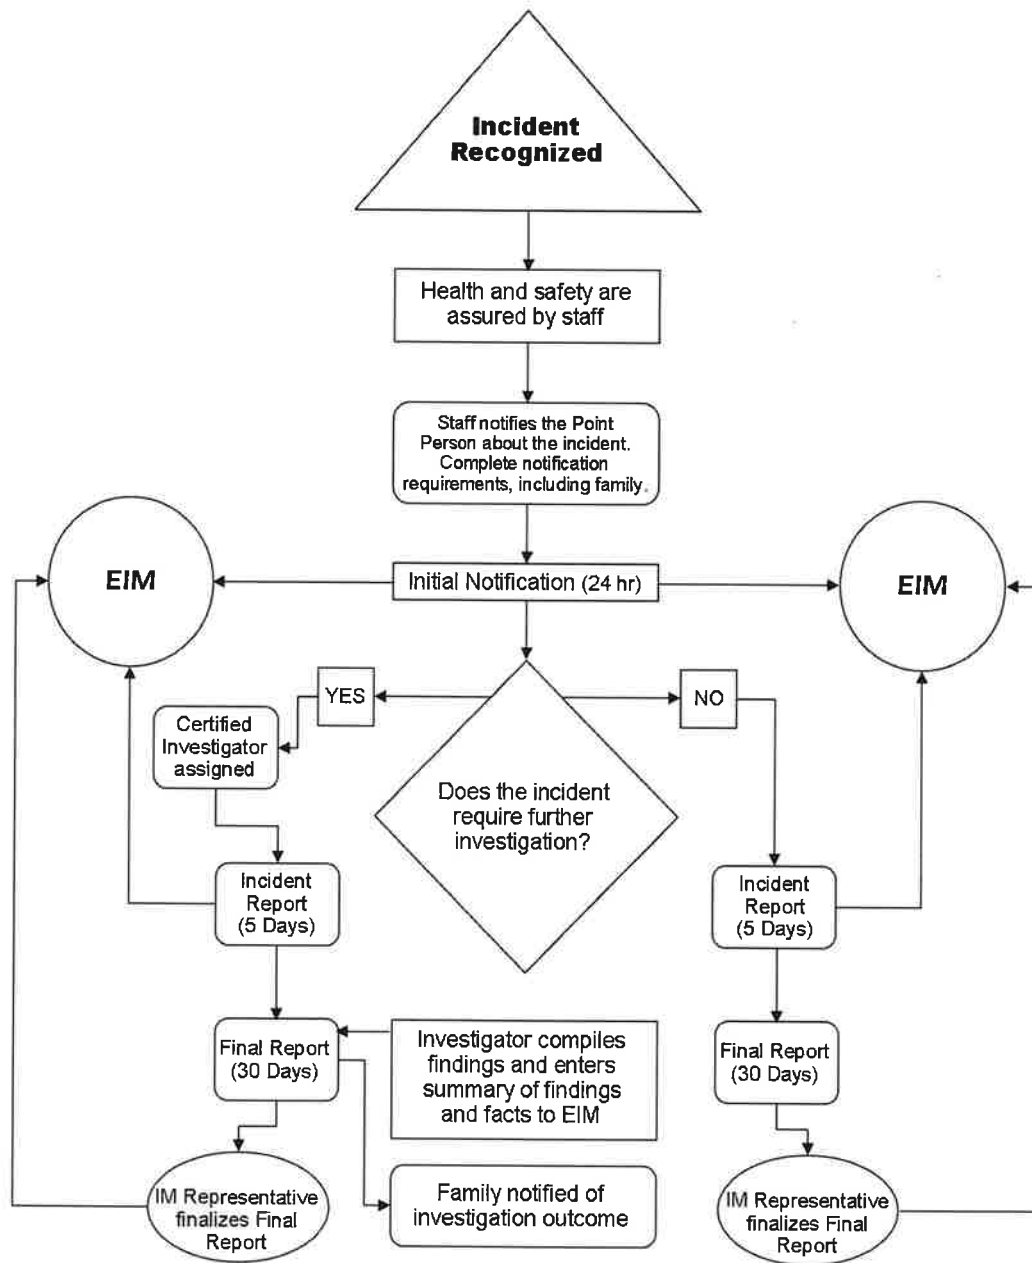 Incident
Recognized
Health and safety are
assured by staff
Staff notifies the Point
Person about the incident.
Complete notification
requirements, including family.
EIM
Initial Notification (24 hr)
EIM
YES
NO
Certified
Investigator
assigned
Does the incident
require further
investigation?
Incident
Report
(5 Days)
Incident
Report
(5 Days)
Final Report
(30 Days)
Investigator compiles
findings and enters
summary of findings
and facts to EIM
Final Report
(30 Days)
IM Representative
finalizes Final
Report
Family notified of
investigation outcome
IM Representative
finalizes Final
Report